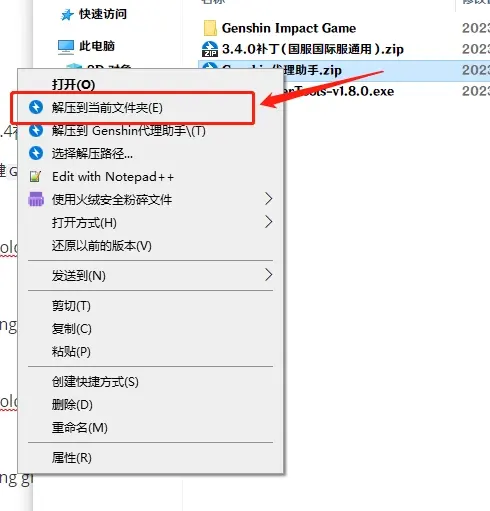 快速访问
此电脑
Genshin Impact Game
2023
3.4.0补丁(国服国际服通用).zip
2023
Genshin代理助手.zip
2023
Tools-v1.8.0.exe
2023
打开(O)
解压到当前文件夹(E)
解压到 Genshin代理助手\(T)
选择解压路径...
Edit with Notepad++
使用火绒安全粉碎文件
打开方式(H)
还原以前的版本(V)
发送到(N)
剪切(T)
复制(C)
粘贴(P)
创建快捷方式(S)
删除(D)
重命名(M)
属性(R)